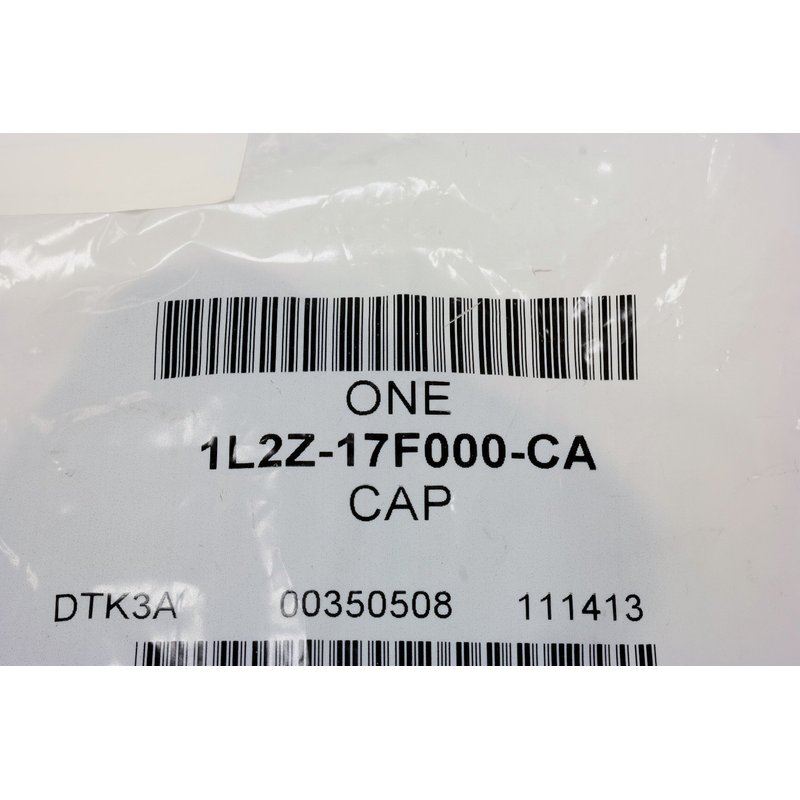 ONE
1L2Z-17F000-CA
CAP
DTK3A 00350508 111413